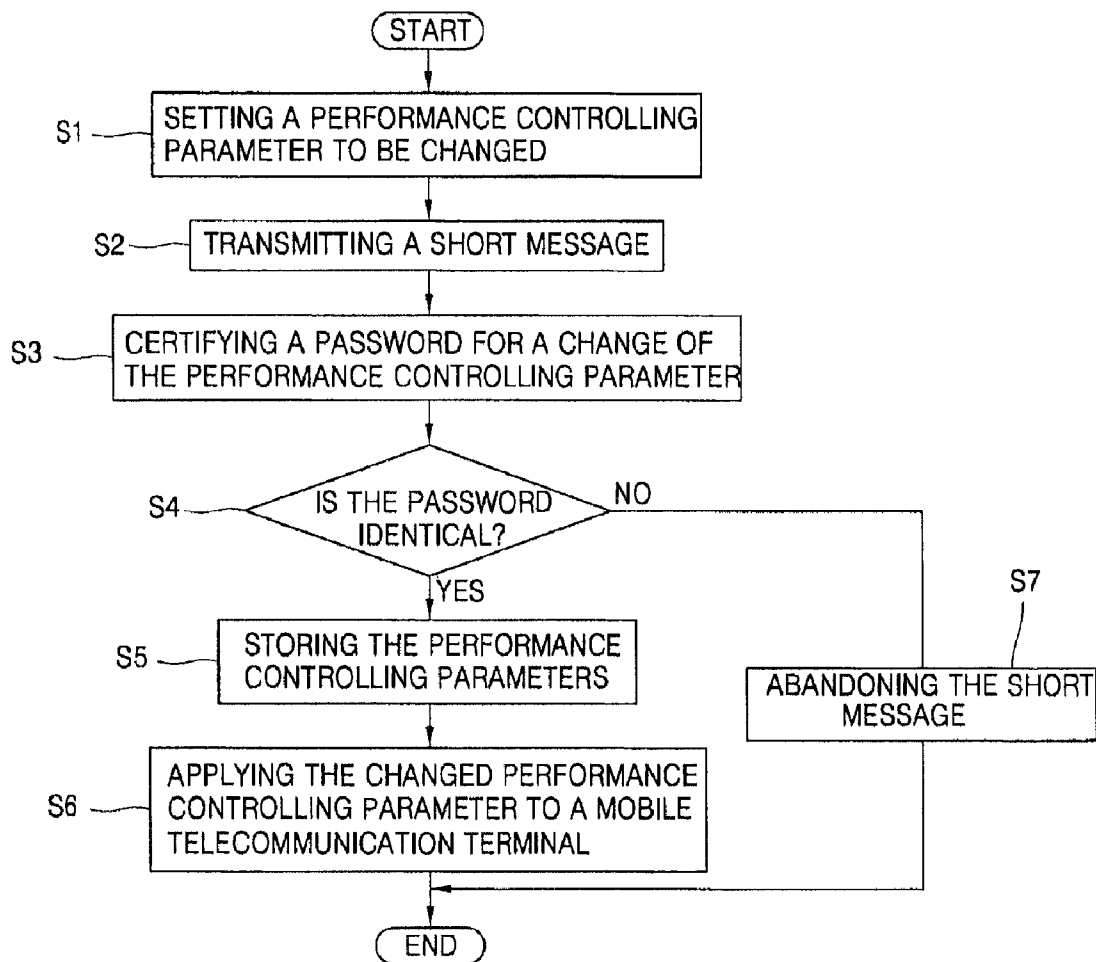 START
S1
SETTING A PERFORMANCE CONTROLLING
PARAMETER TO BE CHANGED
S2
TRANSMITTING A SHORT MESSAGE
S3
CERTIFYING A PASSWORD FOR A CHANGE OF
THE PERFORMANCE CONTROLLING PARAMETER
S4
IS THE PASSWORD
IDENTICAL?
NO
YES
S5
STORING THE PERFORMANCE
CONTROLLING PARAMETERS
S7
ABANDONING THE SHORT
MESSAGE
S6
APPLYING THE CHANGED PERFORMANCE
CONTROLLING PARAMETER TO A MOBILE
TELECOMMUNICATION TERMINAL
END